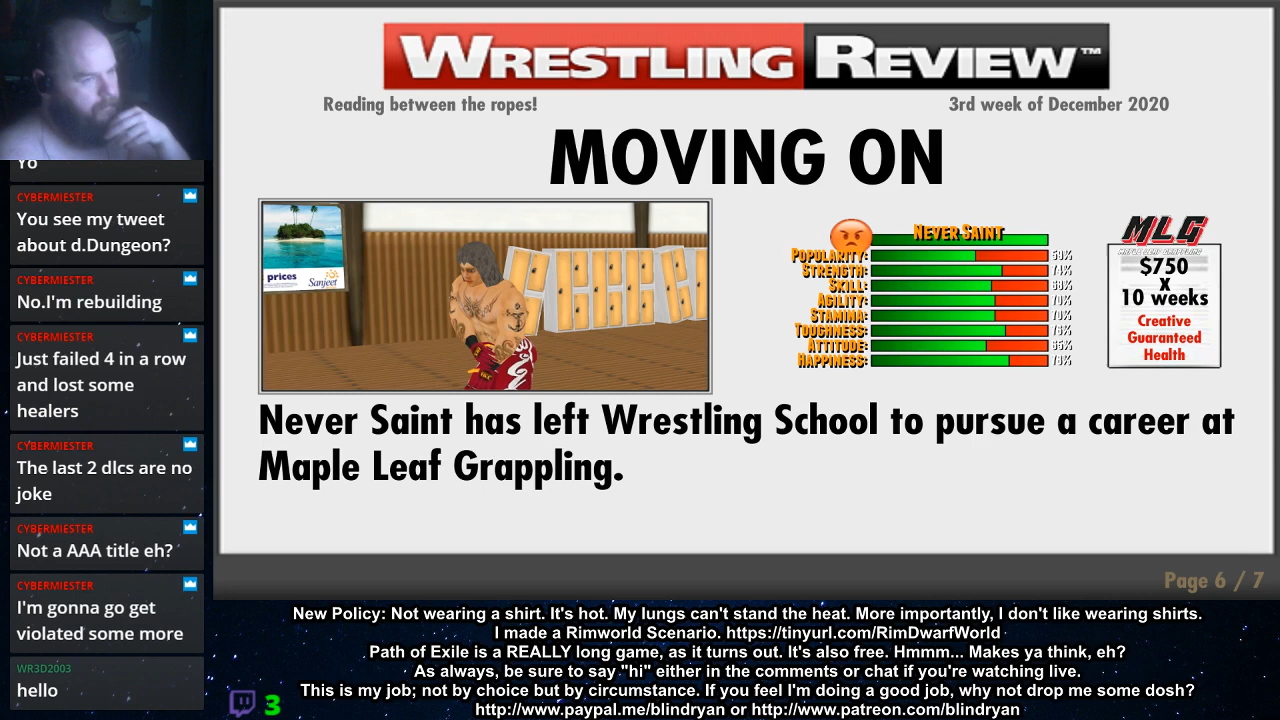 Yo
CYBERMIESTER
You see my tweet
about d.Dungeon?
CYBERMIESTER
No.I'm rebuilding
CYBERMIESTER
Just failed 4 in a row
and lost some
healers
CYBERMIESTER
The last 2 dlcs are no
joke
CYBERMIESTER
Not a AAA title eh?
CYBERMIESTER
I'm gonna go get
violated some more
WR3D2003
hello
WRESTLING REVIEW™
Reading between the ropes!
3rd week of December 2020
MOVING ON
prices
Sanjeet
NEVER SAINT
POPULARITY:
STRENGTH: 74%
SKILL:
AGILITY: 70%
STAMINA: 70%
TOUGHNESS: 76%
ATTITUDE: 65%
HAPPINESS: 78%
MLG
MAPLE LEAF GRAPPLING
$750
X
10 weeks
Creative
Guaranteed
Health
Never Saint has left Wrestling School to pursue a career at
Maple Leaf Grappling.
Page 6 / 7
New Policy: Not wearing a shirt. It's hot. My lungs can't stand the heat. More importantly, I don't like wearing shirts.
I made a Rimworld Scenario. https://tinyurl.com/RimDwarfWorld
Path of Exile is a REALLY long game, as it turns out. It's also free. Hmmm... Makes ya think, eh?
As always, be sure to say "hi" either in the comments or chat if you're watching live.
This is my job; not by choice but by circumstance. If you feel I'm doing a good job, why not drop me some dosh?
http://www.paypal.me/blindryan or http://www.patreon.com/blindryan
3